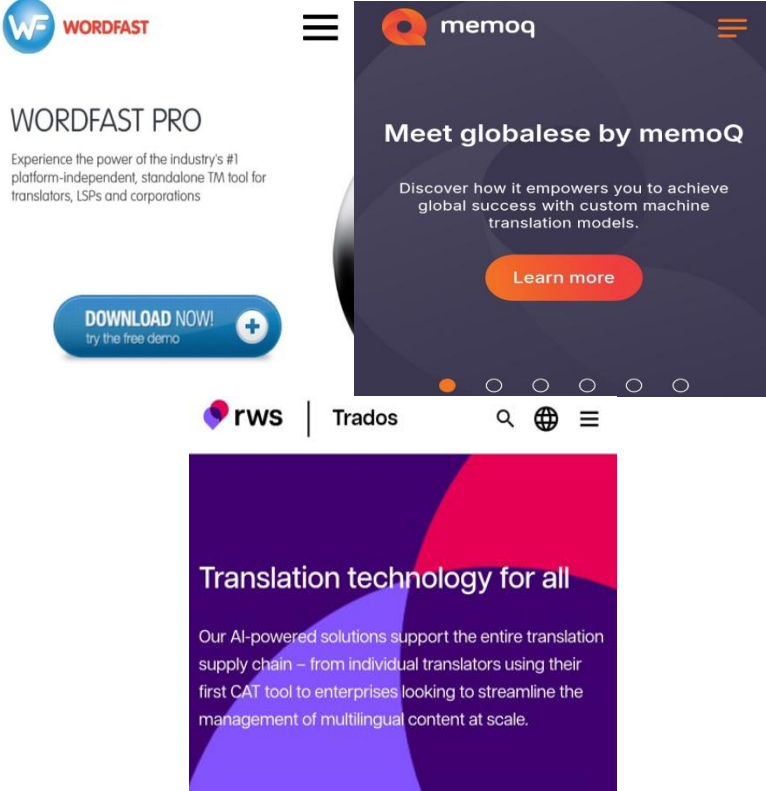 WF WORDFAST
WORDFAST PRO
Experience the power of the industry's #1
platform-independent, standalone TM tool for
translators, LSPs and corporations
DOWNLOAD NOW!
try the free demo
memoq
Meet globalese by memoQ
Discover how it empowers you to achieve
global success with custom machine
translation models.
Learn more
rws | Trados
Translation technology for all
Our AI-powered solutions support the entire translation
supply chain – from individual translators using their
first CAT tool to enterprises looking to streamline the
management of multilingual content at scale.